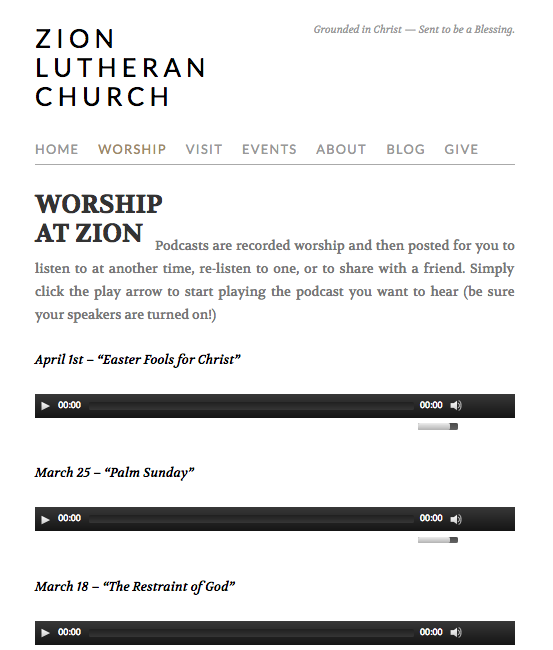 ZION
LUTHERAN
CHURCH
Grounded in Christ — Sent to be a Blessing.
HOME WORSHIP VISIT EVENTS ABOUT BLOG GIVE
WORSHIP
AT ZION Podcasts are recorded worship and then posted for you to
listen to at another time, re-listen to one, or to share with a friend. Simply
click the play arrow to start playing the podcast you want to hear (be sure
your speakers are turned on!)
April 1st – “Easter Fools for Christ”
00:00 00:00
March 25 – “Palm Sunday”
00:00 00:00
March 18 – “The Restraint of God”
00:00 00:00